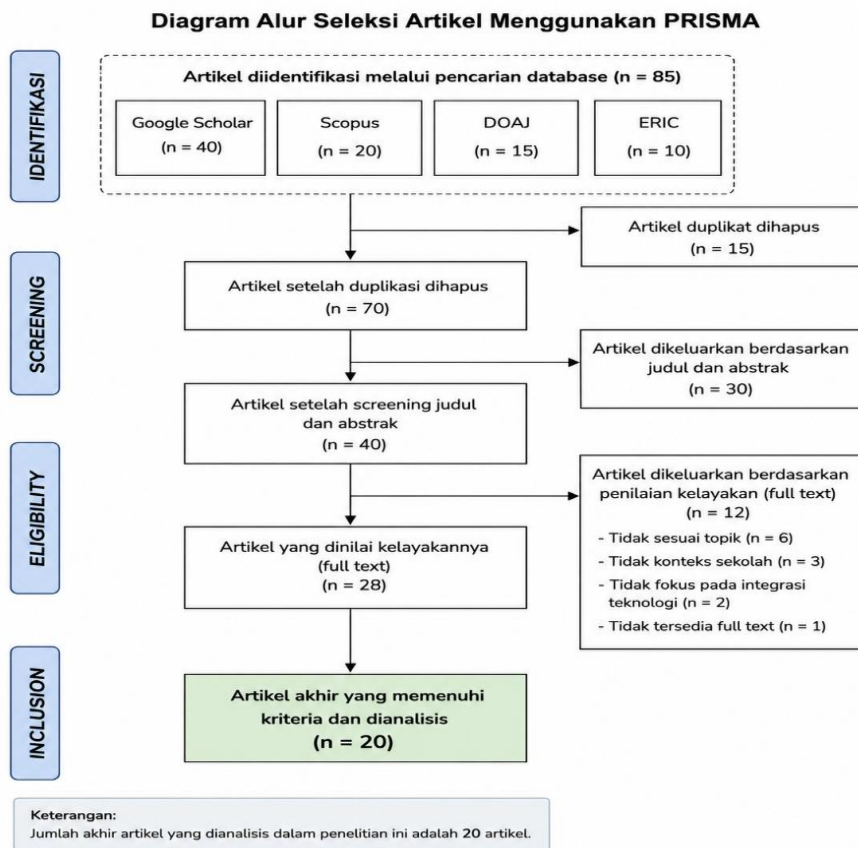 Diagram Alur Seleksi Artikel Menggunakan PRISMA
IDENTIFIKASI
Artikel diidentifikasi melalui pencarian database (n = 85)
Google Scholar
(n = 40)
Scopus
(n = 20)
DOAJ
(n = 15)
ERIC
(n = 10)
Artikel duplikat dihapus
(n = 15)
SCREENING
Artikel setelah duplikasi dihapus
(n = 70)
Artikel dikeluarkan berdasarkan
judul dan abstrak
(n = 30)
Artikel setelah screening judul
dan abstrak
(n = 40)
ELIGIBILITY
Artikel dikeluarkan berdasarkan
penilaian kelayakan (full text)
(n = 12)
- Tidak sesuai topik (n = 6)
- Tidak konteks sekolah (n = 3)
- Tidak fokus pada integrasi
teknologi (n = 2)
- Tidak tersedia full text (n = 1)
Artikel yang dinilai kelayakannya
(full text)
(n = 28)
INCLUSION
Artikel akhir yang memenuhi
kriteria dan dianalisis
(n = 20)
Keterangan:
Jumlah akhir artikel yang dianalisis dalam penelitian ini adalah 20 artikel.